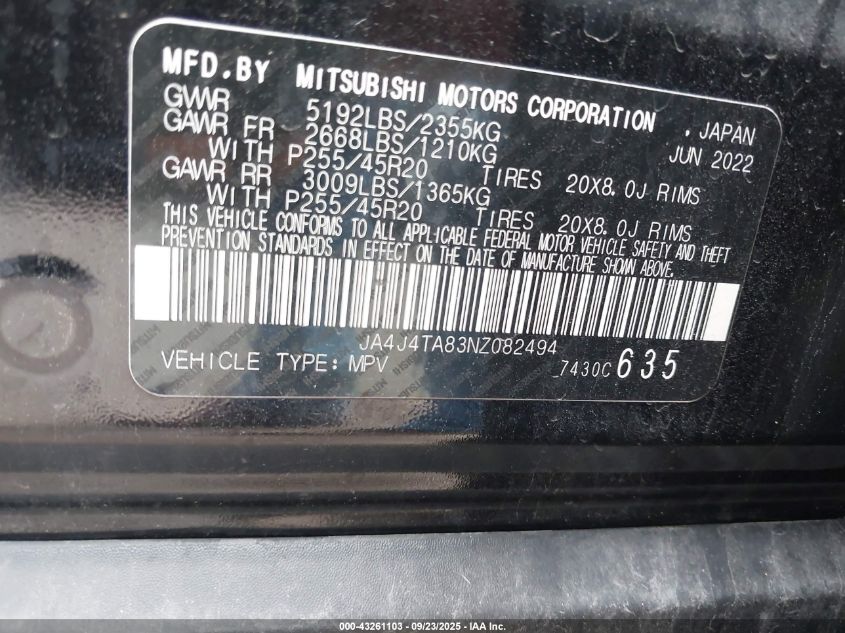 MFD.BY MITSUBISHI MOTORS CORPORATION . JAPAN
GWWR 5192LBS/2355KG JUN 2022
GAWR FR 2668LBS/1210KG
WITH P255/45R20 TIRES 20X8.0J RIMS
GAWR RR 3009LBS/1365KG
WITH P255/45R20 TIRES 20X8.0J RIMS
THIS VEHICLE CONFORMS TO ALL APPLICABLE FEDERAL MOTOR VEHICLE SAFETY AND THEFT
PREVENTION STANDARDS IN EFFECT ON THE DATE OF MANUFACTURE SHOWN ABOVE.
JA4J4TA83NZ082494
VEHICLE TYPE: MPV 7430C 635
000-43261103 - 09/23/2025 - IAA Inc.